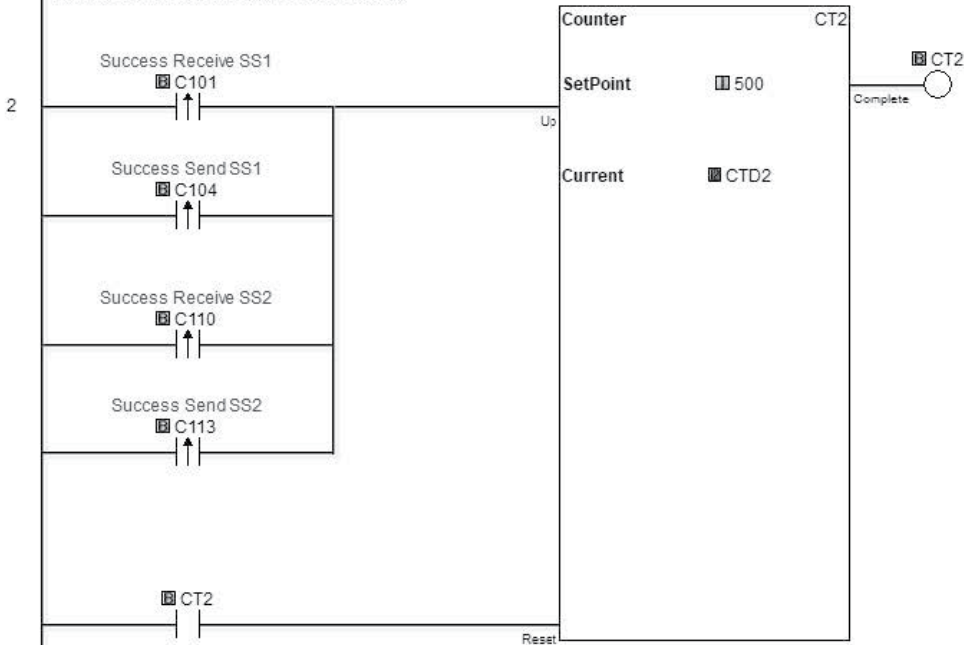 Counter CT2
Success Receive SS1
C101
SetPoint 500
CT2
Complete
2
Up
Success Send SS1
C104
Current CTD2
Success Receive SS2
C110
Success Send SS2
C113
CT2
Reset